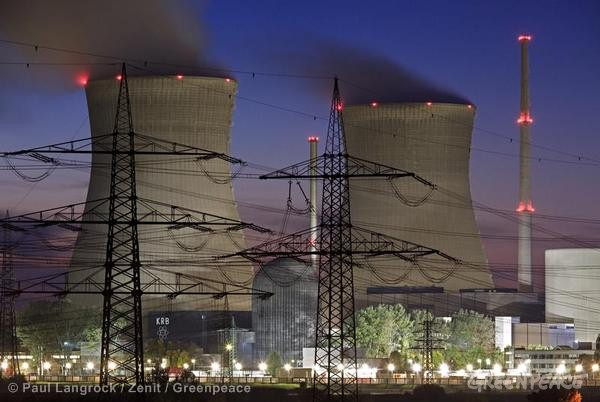 KRB
© Paul Langrock / Zenit / Greenpeace
GREENPEACE